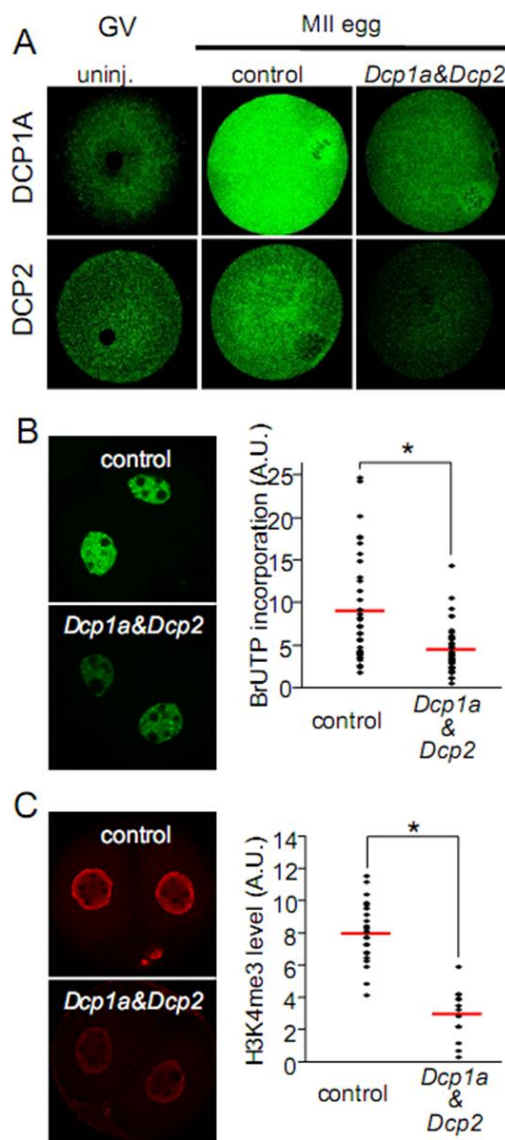 A
GV
MII egg
uninj.
control
Dcp1a&Dcp2
DCP1A
DCP2
B
control
Dcp1a&Dcp2
BrUTP incorporation (A.U.)
25
20
15
10
5
0
*
control
Dcp1a
&
Dcp2
C
control
Dcp1a&Dcp2
H3K4me3 level (A.U.)
14
12
10
8
6
4
2
0
*
control
Dcp1a
&
Dcp2